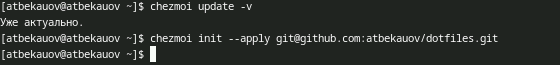 [atbekauov@atbekauov ~]$ chezmoi update -v
Уже актуально.
[atbekauov@atbekauov ~]$ chezmoi init --apply git@github.com:atbekauov/dotfiles.git
[atbekauov@atbekauov ~]$